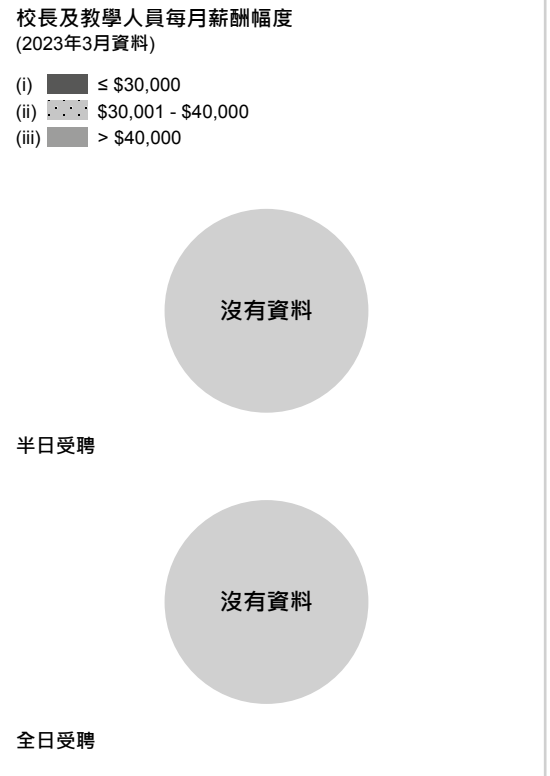 校長及教學人員每月薪酬幅度
(2023年3月資料)
(i) ≤ $30,000
(ii) $30,001 - $40,000
(iii) > $40,000
沒有資料
半日受聘
沒有資料
全日受聘